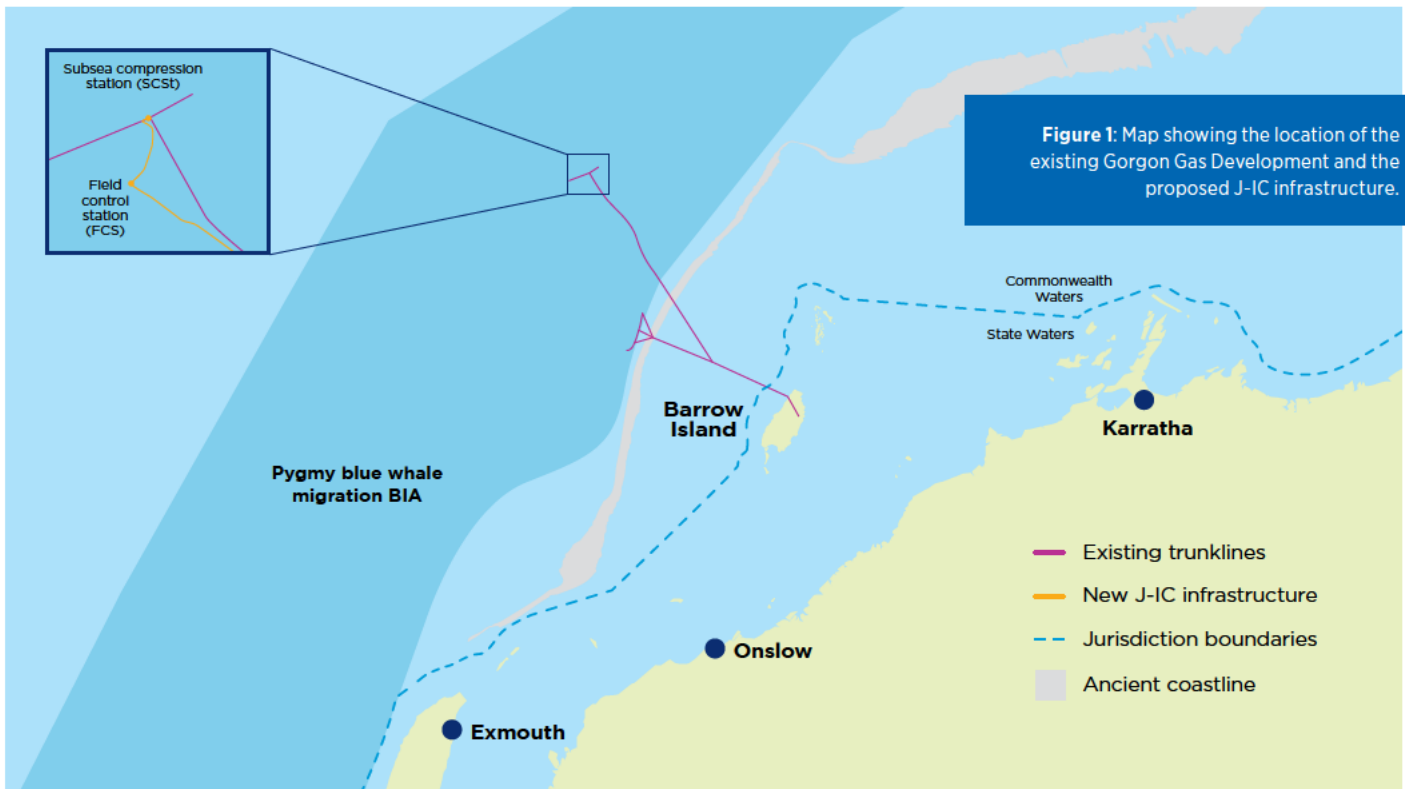 Subsea compression
station (SCSt)
Field
control
station
(FCS)
Figure 1: Map showing the location of the
existing Gorgon Gas Development and the
proposed J-IC infrastructure.
Commonwealth
Waters
State Waters
Barrow
Island
Karratha
Pygmy blue whale
migration BIA
Existing trunklines
New J-IC infrastructure
Jurisdiction boundaries
Ancient coastline
Onslow
Exmouth